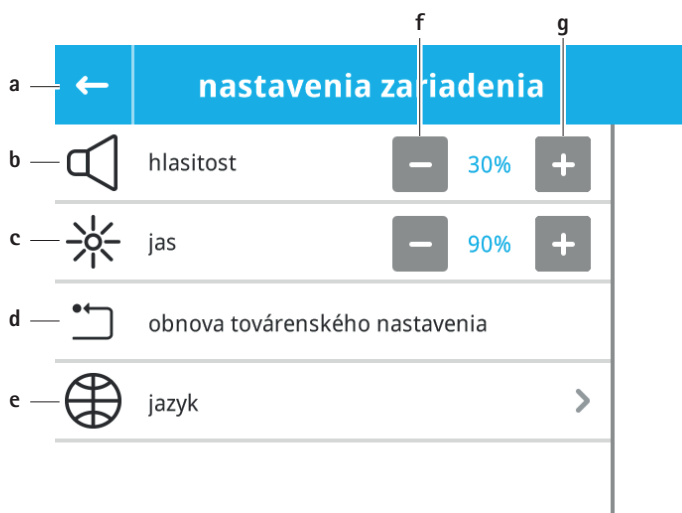 f g
a nastavenia zariadenia
b hlasitost 30%
c jas 90%
d obnova továrenského nastavenia
e jazyk